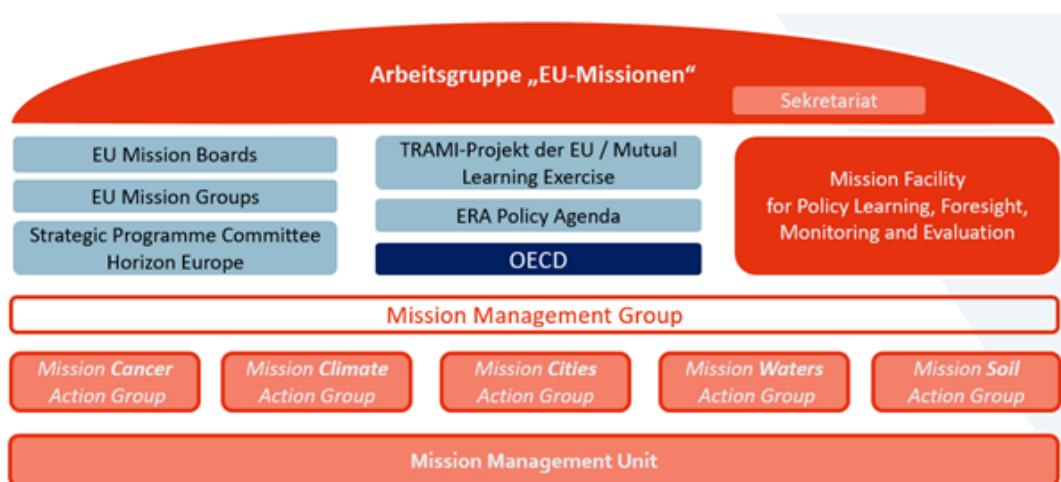 Arbeitsgruppe „EU-Missionen“
Sekretariat
EU Mission Boards
EU Mission Groups
Strategic Programme Committee
Horizon Europe
TRAMI-Projekt der EU / Mutual
Learning Exercise
ERA Policy Agenda
OECD
Mission Facility
for Policy Learning, Foresight,
Monitoring and Evaluation
Mission Management Group
Mission Cancer
Action Group
Mission Climate
Action Group
Mission Cities
Action Group
Mission Waters
Action Group
Mission Soil
Action Group
Mission Management Unit